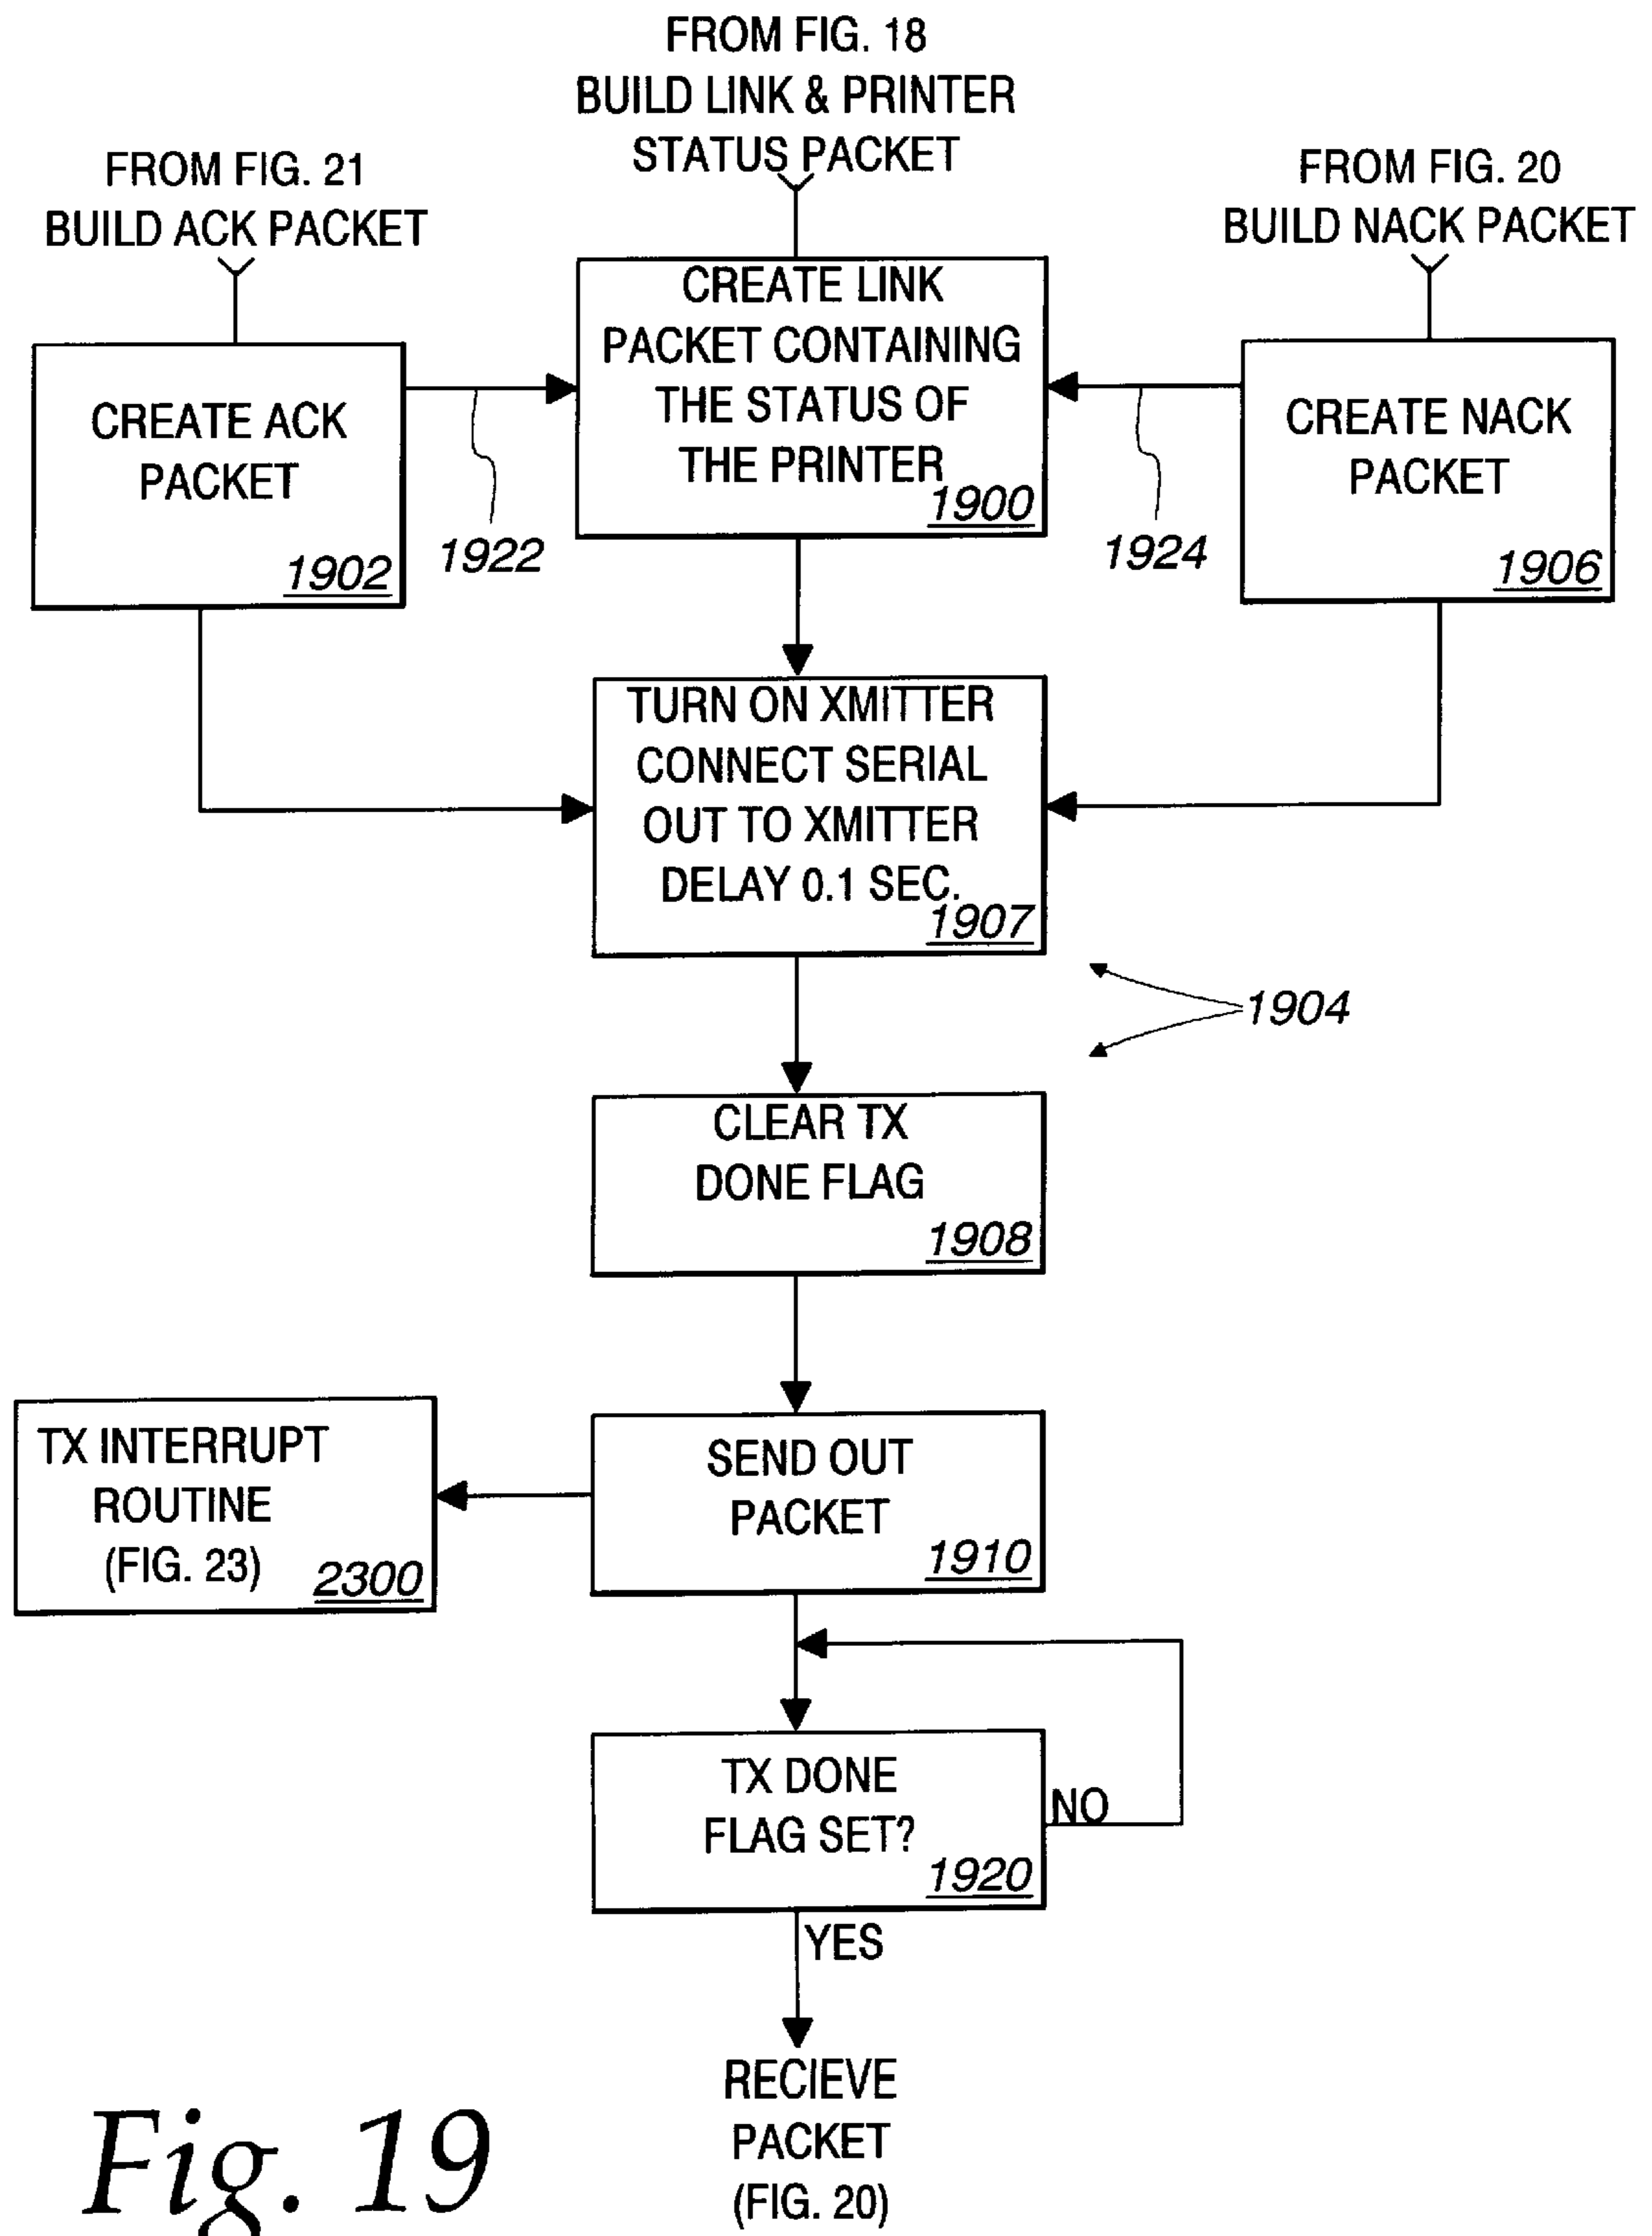 FROM FIG. 18
BUILD LINK & PRINTER
STATUS PACKET
FROM FIG. 21
BUILD ACK PACKET
FROM FIG. 20
BUILD NACK PACKET
CREATE LINK
PACKET CONTAINING
THE STATUS OF
THE PRINTER
1900
CREATE ACK
PACKET
1902
1922
1924
CREATE NACK
PACKET
1906
TURN ON XMITTER
CONNECT SERIAL
OUT TO XMITTER
DELAY 0.1 SEC.
1907
1904
CLEAR TX
DONE FLAG
1908
TX INTERRUPT
ROUTINE
(FIG. 23)
2300
SEND OUT
PACKET
1910
TX DONE
FLAG SET?
1920
NO
YES
RECIEVE
PACKET
(FIG. 20)
Fig. 19